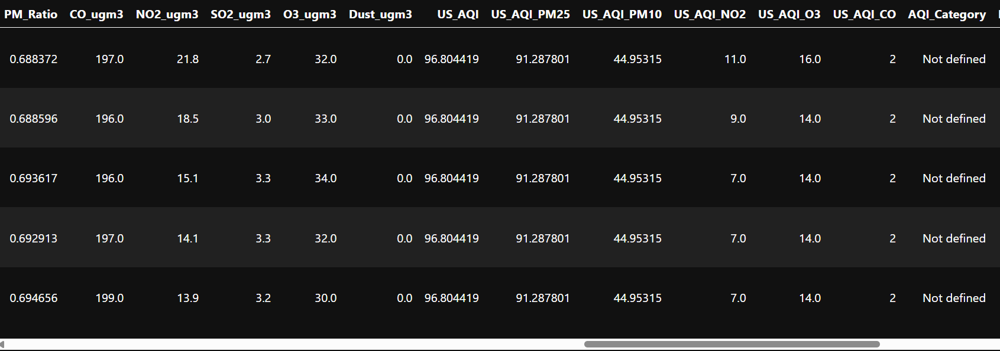 PM_Ratio CO_ugm3 NO2_ugm3 SO2_ugm3 O3_ugm3 Dust_ugm3 US_AQI US_AQI_PM25 US_AQI_PM10 US_AQI_NO2 US_AQI_O3 US_AQI_CO AQI_Category
0.688372 197.0 21.8 2.7 32.0 0.0 96.804419 91.287801 44.95315 11.0 16.0 2 Not defined
0.688596 196.0 18.5 3.0 33.0 0.0 96.804419 91.287801 44.95315 9.0 14.0 2 Not defined
0.693617 196.0 15.1 3.3 34.0 0.0 96.804419 91.287801 44.95315 7.0 14.0 2 Not defined
0.692913 197.0 14.1 3.3 32.0 0.0 96.804419 91.287801 44.95315 7.0 14.0 2 Not defined
0.694656 199.0 13.9 3.2 30.0 0.0 96.804419 91.287801 44.95315 7.0 14.0 2 Not defined